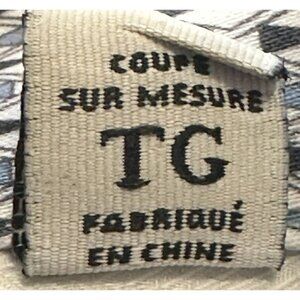 COUPE
SUR MESURE
TG
FABRIQUÉ
EN CHINE